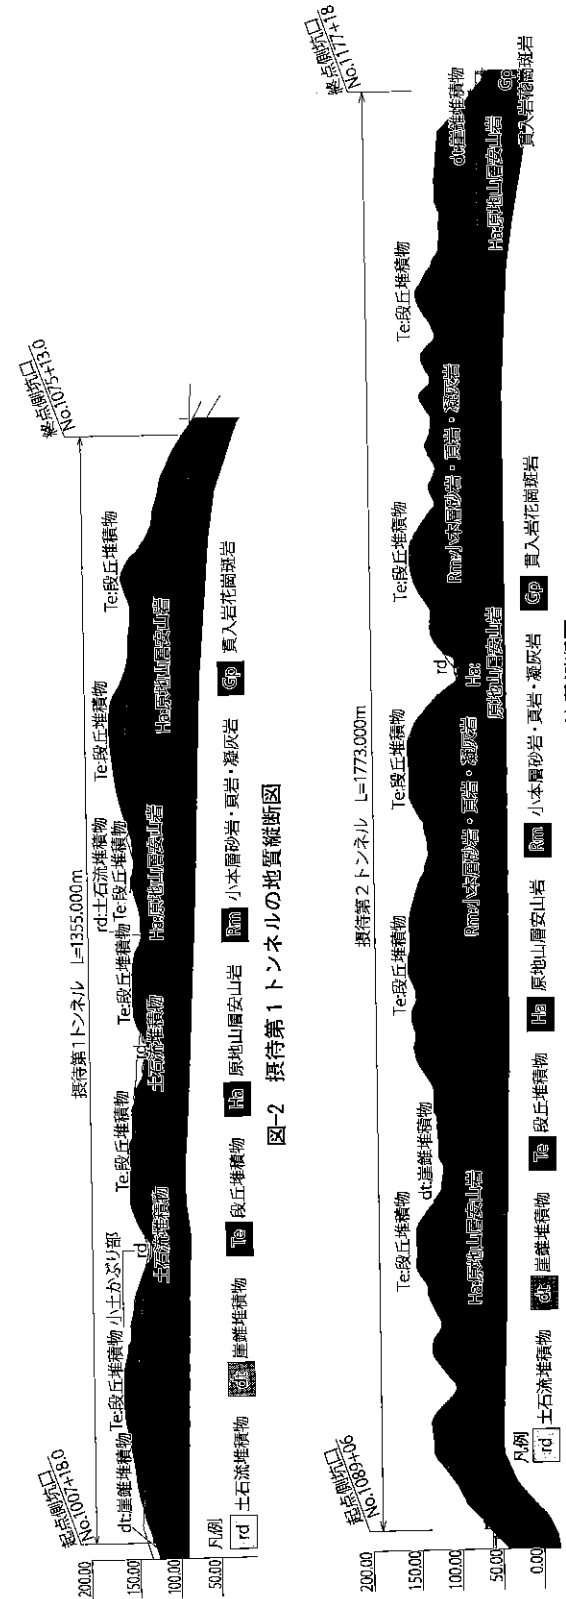 起点側坑口
No.1007+18.0
終点側坑口
No.1075+13.0
摂待第1トンネル L=1355.000m
200.00
150.00
100.00
50.00
dt:崖錐堆積物
Te:段丘堆積物
小土かぶり部
rd
土石流堆積物
Te:段丘堆積物
rd
土石流堆積物
Te:段丘堆積物
rd:土石流堆積物
Te:段丘堆積物
Ha:原地山層安山岩
Te:段丘堆積物
Ha:原地山層安山岩
Te:段丘堆積物
凡例
rd 土石流堆積物 dt 崖錐堆積物 Te 段丘堆積物 Ha 原地山層安山岩 Rm 小本層砂岩・頁岩・凝灰岩 Gp 貫入岩花崗斑岩
図-2 摂待第1トンネルの地質縦断図
起点側坑口
No.1089+06
終点側坑口
No.1177+18
摂待第2トンネル L=1773.000m
200.00
150.00
100.00
50.00
0.00
Te:段丘堆積物
dt:崖錐堆積物
Ha:原地山層安山岩
Te:段丘堆積物
Te:段丘堆積物
Rm:小本層砂岩・頁岩・凝灰岩
rd
Ha:
原地山層安山岩
Te:段丘堆積物
Rm:小本層砂岩・頁岩・凝灰岩
Te:段丘堆積物
dt:崖錐堆積物
Ha:原地山層安山岩
Gp
貫入岩花崗斑岩
凡例
rd 土石流堆積物 dt 崖錐堆積物 Te 段丘堆積物 Ha 原地山層安山岩 Rm 小本層砂岩・頁岩・凝灰岩 Gp 貫入岩花崗斑岩